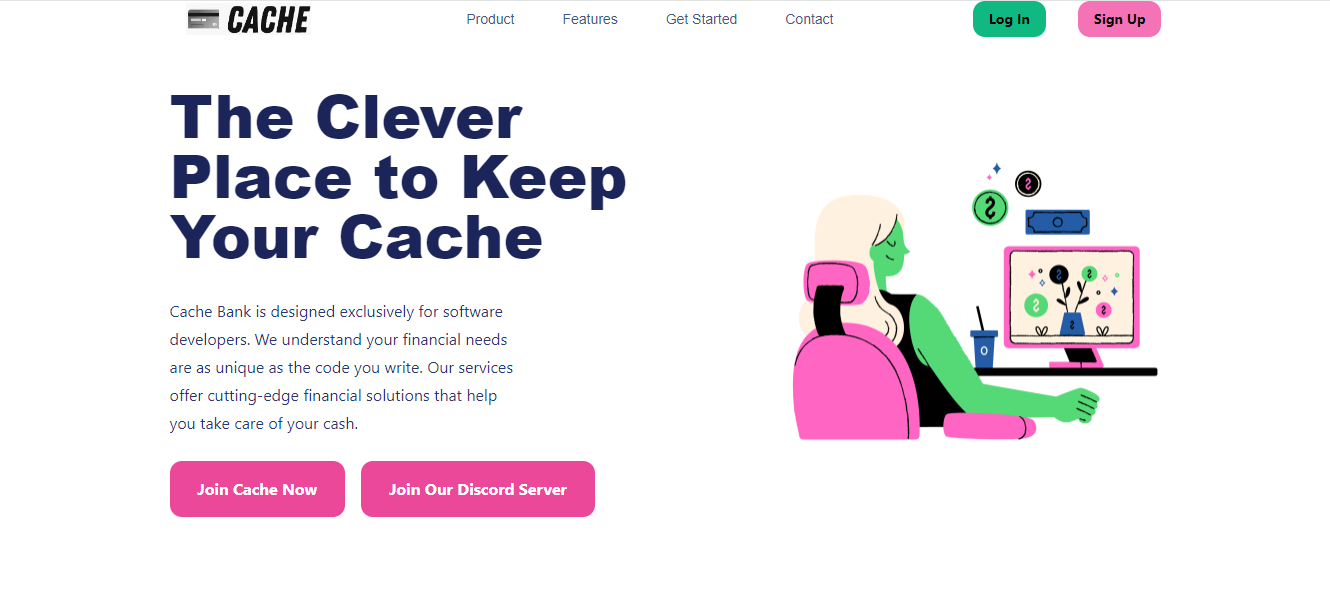 CACHE
Product
Features
Get Started
Contact
Log In
Sign Up
The Clever
Place to Keep
Your Cache
Cache Bank is designed exclusively for software
developers. We understand your financial needs
are as unique as the code you write. Our services
offer cutting-edge financial solutions that help
you take care of your cash.
Join Cache Now
Join Our Discord Server